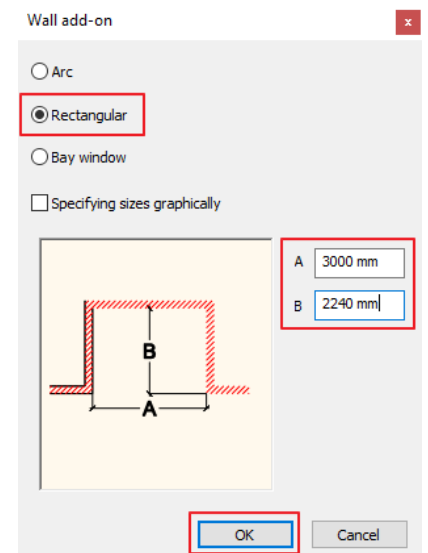 Wall add-on
x
Arc
Rectangular
Bay window
Specifying sizes graphically
A 3000 mm
B 2240 mm
B
A
OK Cancel